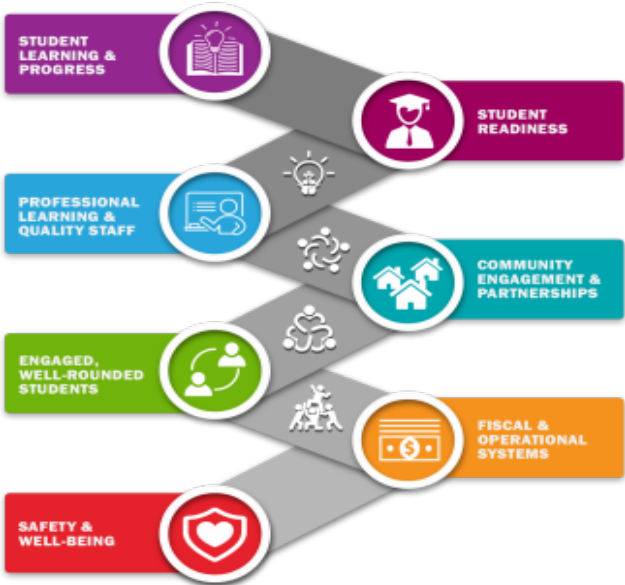 STUDENT
LEARNING &
PROGRESS
STUDENT
READINESS
PROFESSIONAL
LEARNING &
QUALITY STAFF
COMMUNITY
ENGAGEMENT &
PARTNERSHIPS
ENGAGED,
WELL-ROUNDED
STUDENTS
$
FISCAL &
OPERATIONAL
SYSTEMS
SAFETY &
WELL-BEING